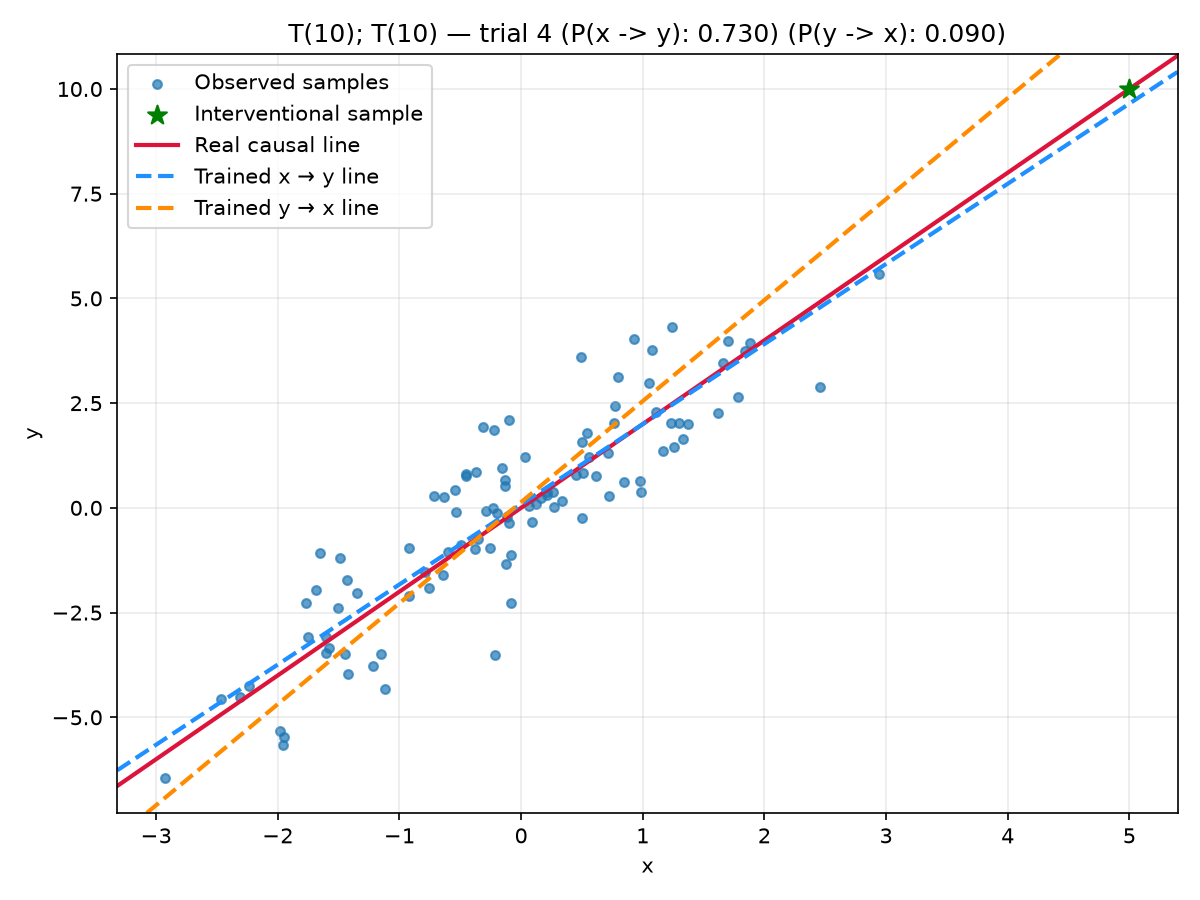 T(10); T(10) — trial 4 (P(x -> y): 0.730) (P(y -> x): 0.090)
Observed samples
Interventional sample
Real causal line
Trained x → y line
Trained y → x line
10.0
7.5
5.0
2.5
0.0
−2.5
−5.0
y
−3
−2
−1
0
1
2
3
4
5
x